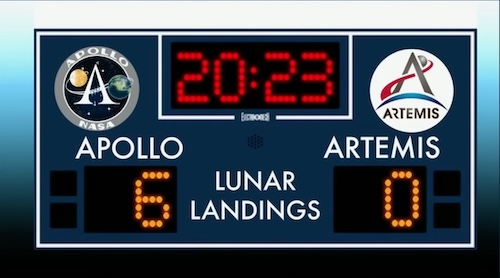 APOLLO
NASA
20:23
ARTEMIS
APOLLO
ARTEMIS
6
LUNAR
LANDINGS
0